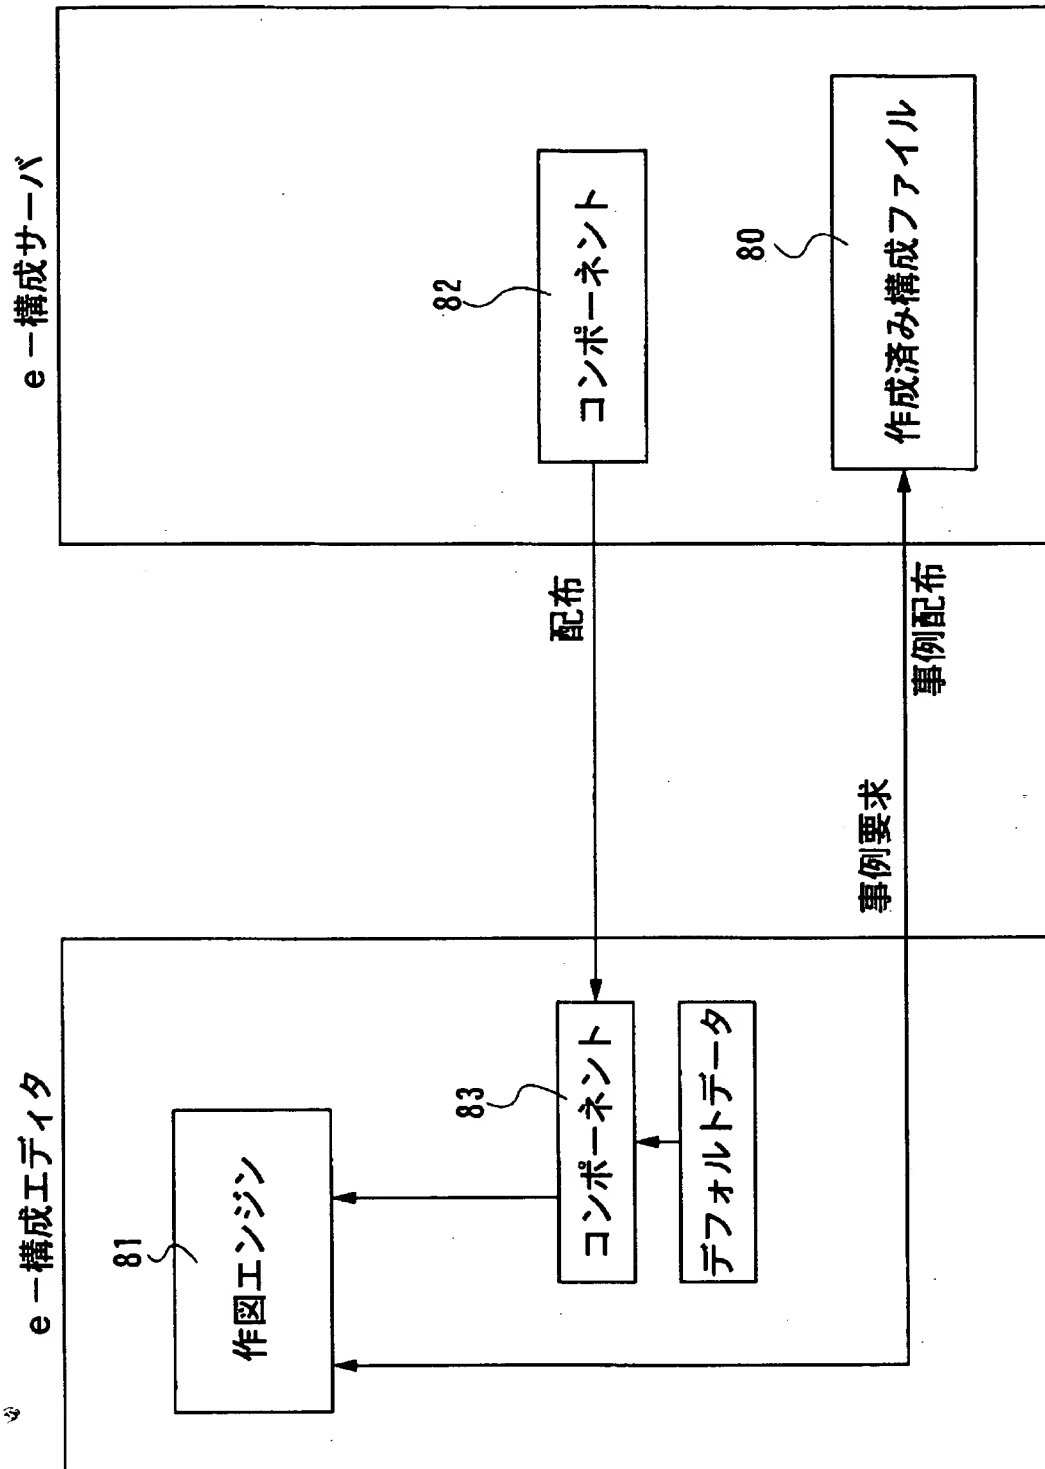 e－構成エディタ
e－構成サーバ
81
作図エンジン
83
コンポーネント
デフォルトデータ
配布
82
コンポーネント
事例要求
事例配布
80
作成済み構成ファイル